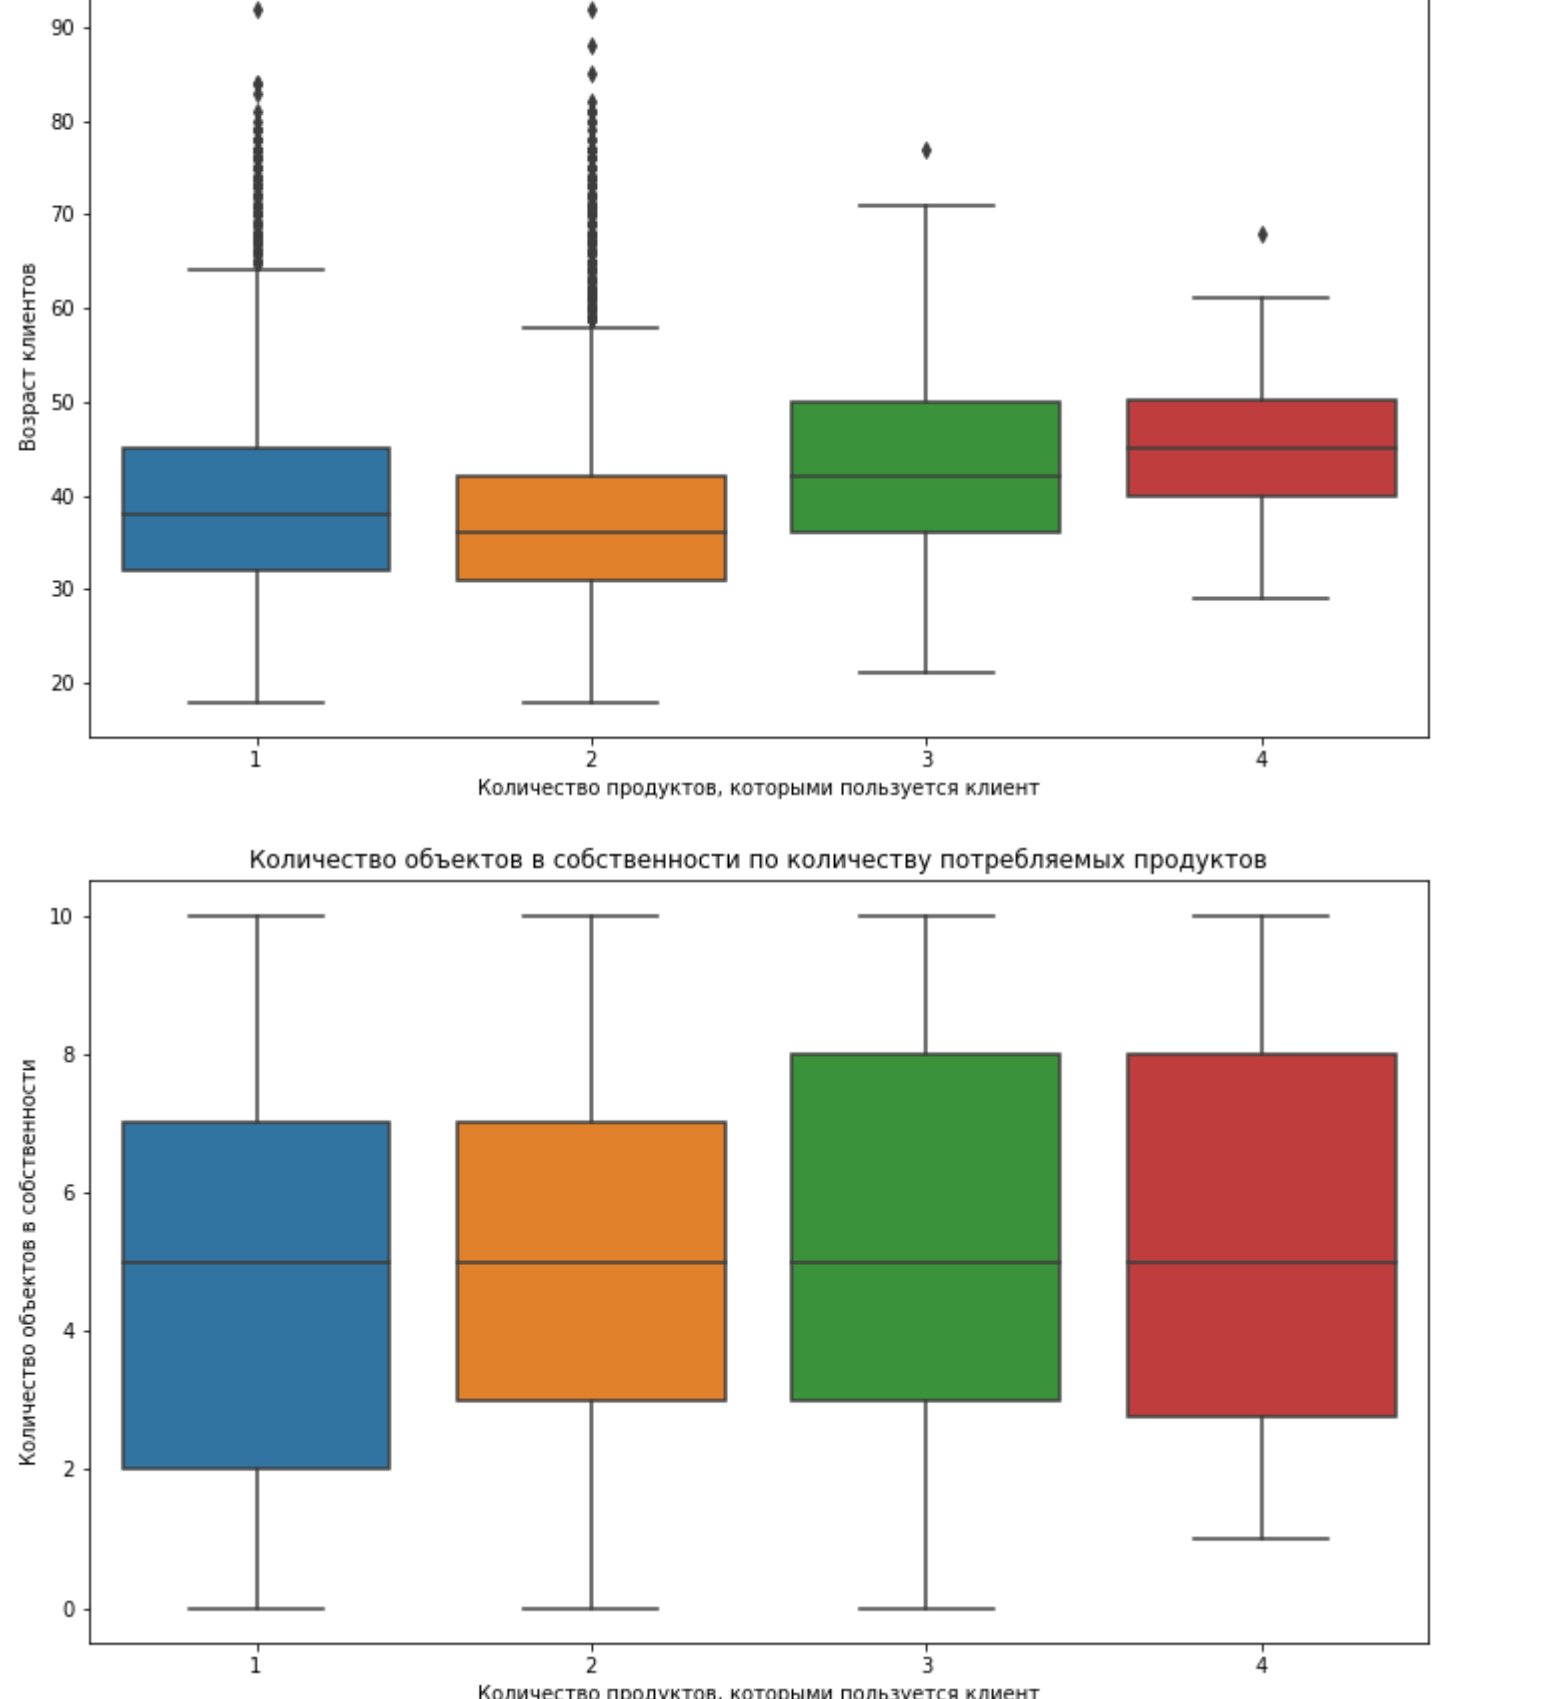 90
80
70
60
50
40
30
20
Возраст клиентов
1 2 3 4
Количество продуктов, которыми пользуется клиент
Количество объектов в собственности по количеству потребляемых продуктов
10
8
6
4
2
0
Количество объектов в собственности
1 2 3 4
Количество продуктов, которыми пользуется клиент